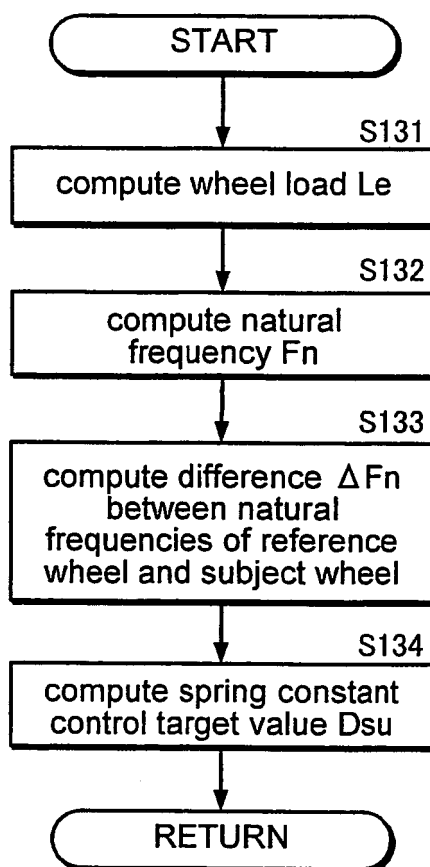 START
S131
compute wheel load Le
S132
compute natural
frequency Fn
S133
compute difference ΔFn
between natural
frequencies of reference
wheel and subject wheel
S134
compute spring constant
control target value Dsu
RETURN